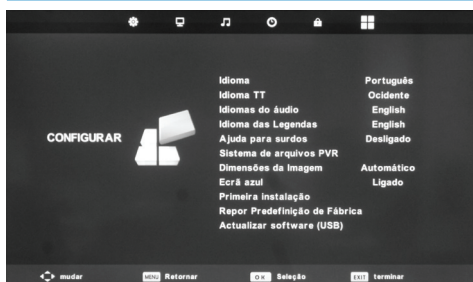 CONFIGURAR
Idioma Português
Idioma TT Ocidente
Idiomas do áudio English
Idioma das Legendas English
Ajuda para surdos Desligado
Sistema de arquivos PVR
Dimensões da Imagem Automático
Ecrã azul Ligado
Primeira instalação
Repor Predefinição de Fábrica
Actualizar software (USB)
mudar MENU Retornar OK Seleção EXIT terminar